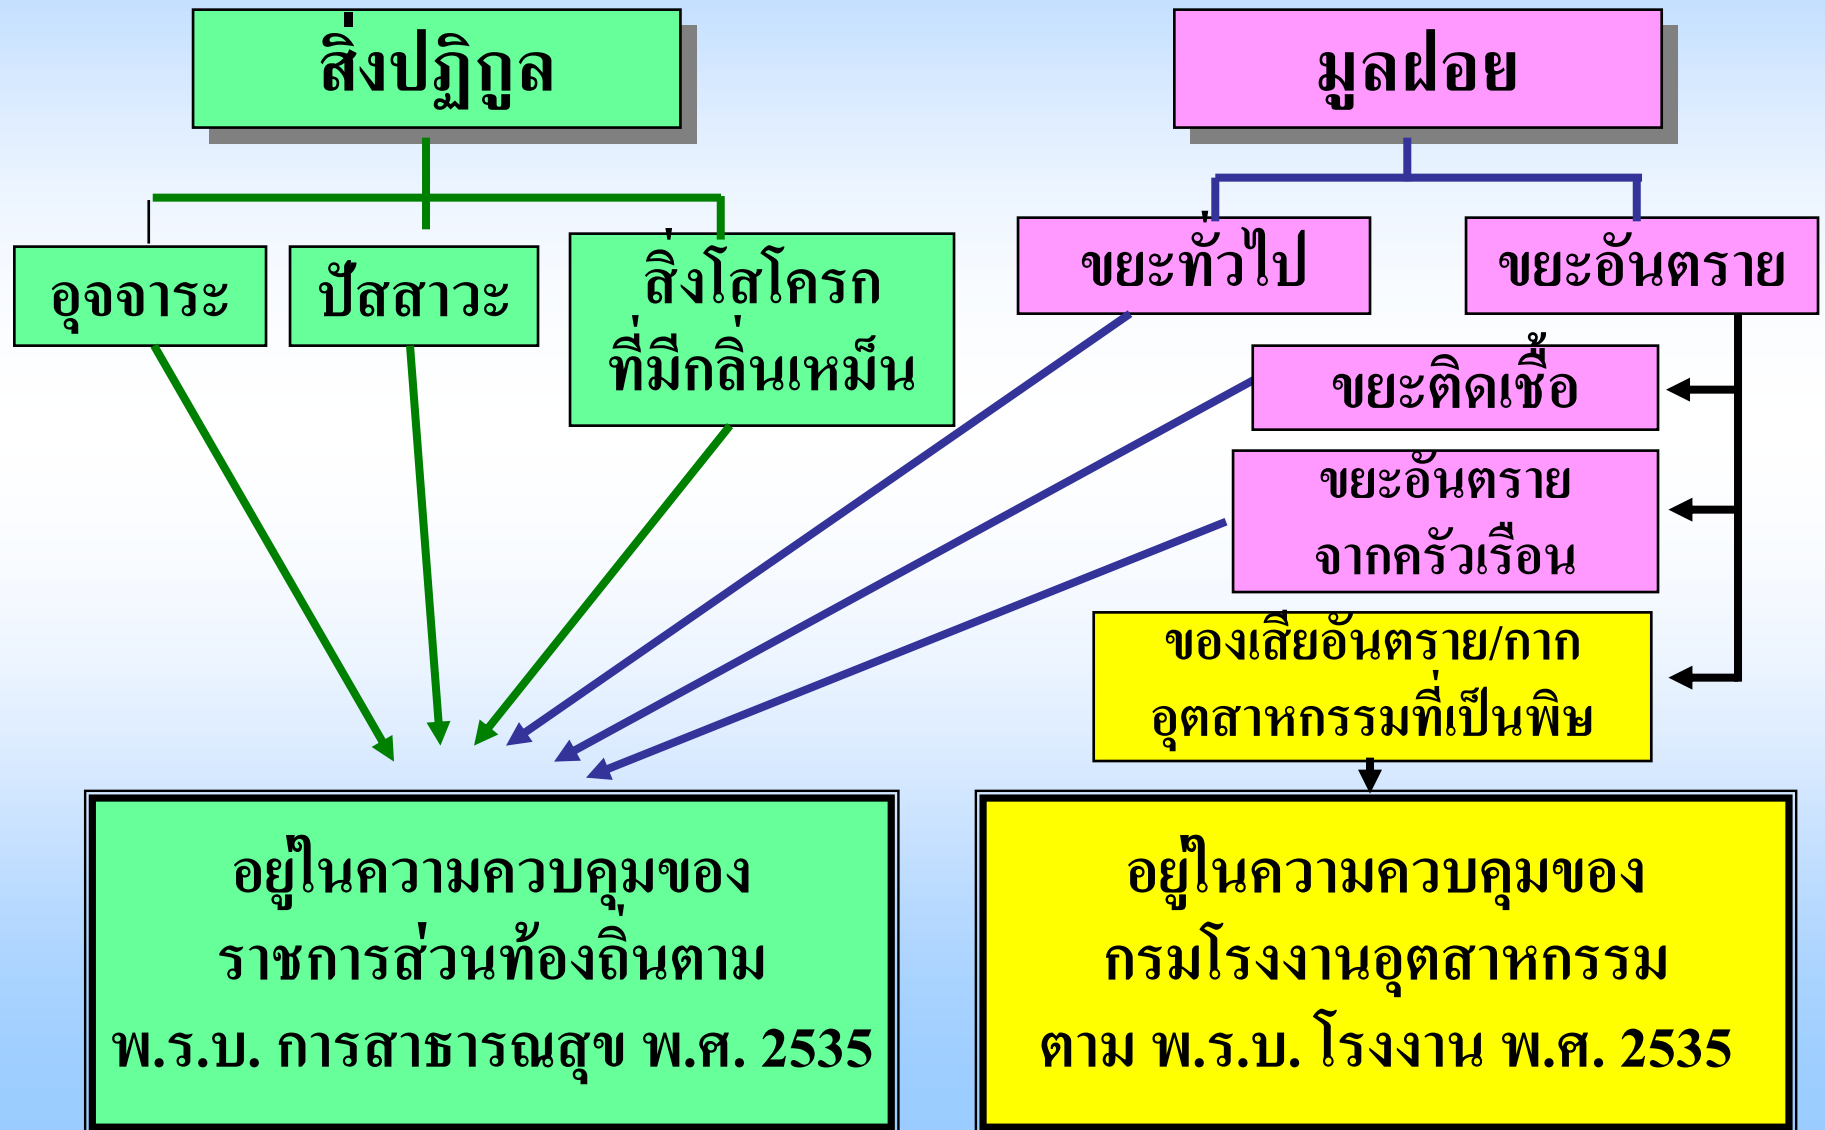 สิ่งปฏิกูล
มูลฝอย
อุจจาระ
ปัสสาวะ
สิ่งโสโครก
ที่มีกลิ่นเหม็น
ขยะทั่วไป
ขยะอันตราย
ขยะติดเชื้อ
ขยะอันตราย
จากครัวเรือน
ของเสียอันตราย/กาก
อุตสาหกรรมที่เป็นพิษ
อยู่ในความควบคุมของ
ราชการส่วนท้องถิ่นตาม
พ.ร.บ. การสาธารณสุข พ.ศ. 2535
อยู่ในความควบคุมของ
กรมโรงงานอุตสาหกรรม
ตาม พ.ร.บ. โรงงาน พ.ศ. 2535